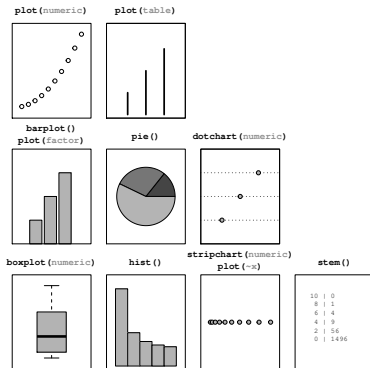 plot(numeric)
plot(table)
barplot()
plot(factor)
pie()
dotchart(numeric)
boxplot(numeric)
hist()
stripchart(numeric)
plot(~x)
stem()
10 | 0
8 | 1
6 | 4
4 | 9
2 | 56
0 | 1496